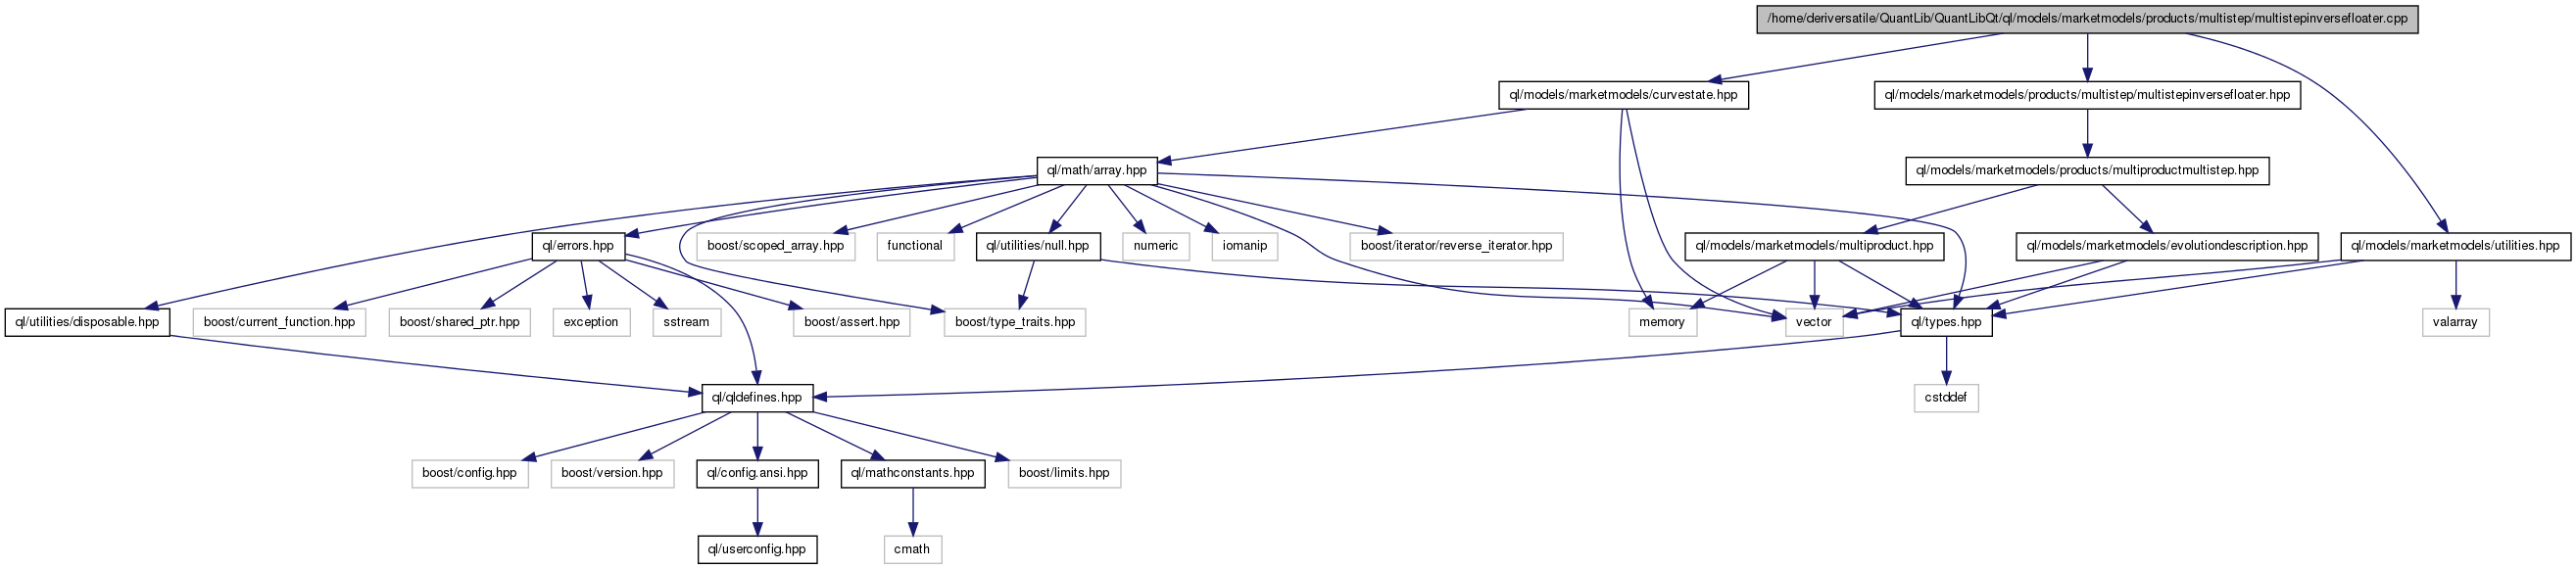 /home/deriversatile/QuantLib/QuantLibQt/ql/models/marketmodels/products/multistep/multistepinversefloater.cpp
ql/models/marketmodels/curvestate.hpp
ql/models/marketmodels/products/multistep/multistepinversefloater.hpp
ql/math/array.hpp
ql/models/marketmodels/products/multiproductmultistep.hpp
ql/errors.hpp
boost/scoped_array.hpp
functional
ql/utilities/null.hpp
numeric
iomanip
boost/iterator/reverse_iterator.hpp
ql/models/marketmodels/multiproduct.hpp
ql/models/marketmodels/evolutiondescription.hpp
ql/models/marketmodels/utilities.hpp
ql/utilities/disposable.hpp
boost/current_function.hpp
boost/shared_ptr.hpp
exception
sstream
boost/assert.hpp
boost/type_traits.hpp
memory
vector
ql/types.hpp
valarray
ql/qldefines.hpp
cstddef
boost/config.hpp
boost/version.hpp
ql/config.ansi.hpp
ql/mathconstants.hpp
boost/limits.hpp
ql/userconfig.hpp
cmath